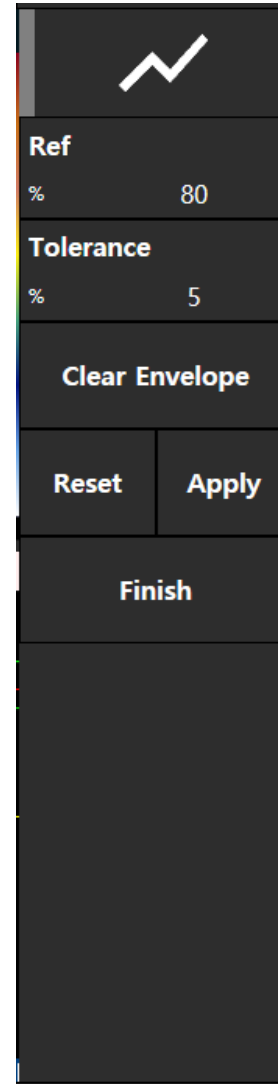 Ref
% 80
Tolerance
% 5
Clear Envelope
Reset Apply
Finish